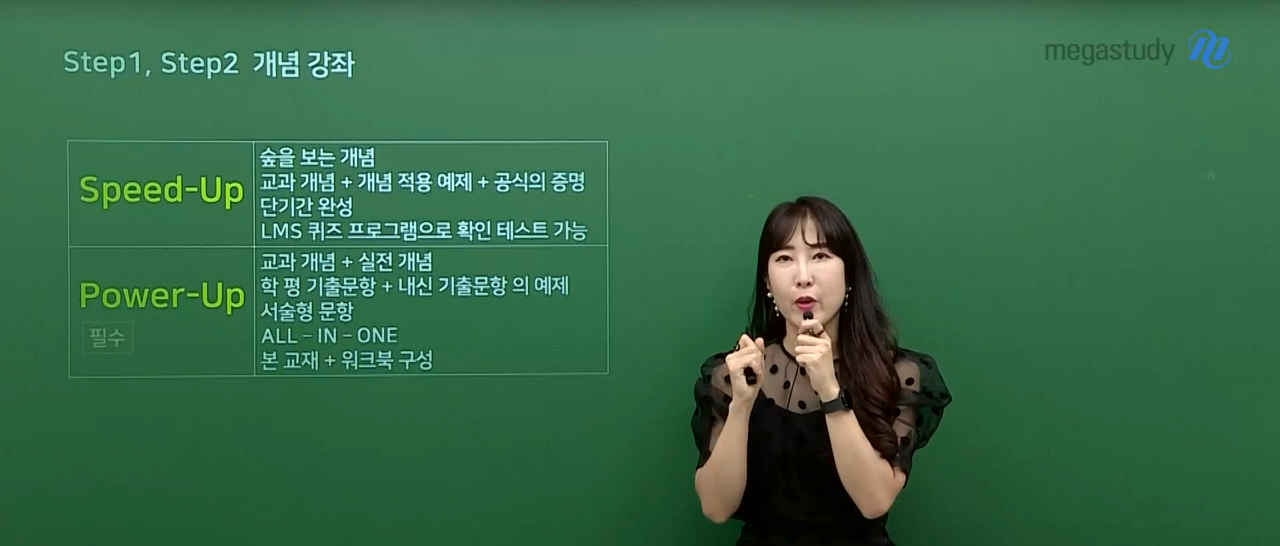 Step1, Step2 개념 강좌
megastudy
Speed-Up
숲을 보는 개념
교과 개념 + 개념 적용 예제 + 공식의 증명
단기간 완성
LMS 퀴즈 프로그램으로 확인 테스트 가능
Power-Up
필수
교과 개념 + 실전 개념
학 평 기출문항 + 내신 기출문항 의 예제
서술형 문항
ALL – IN – ONE
본 교재 + 워크북 구성